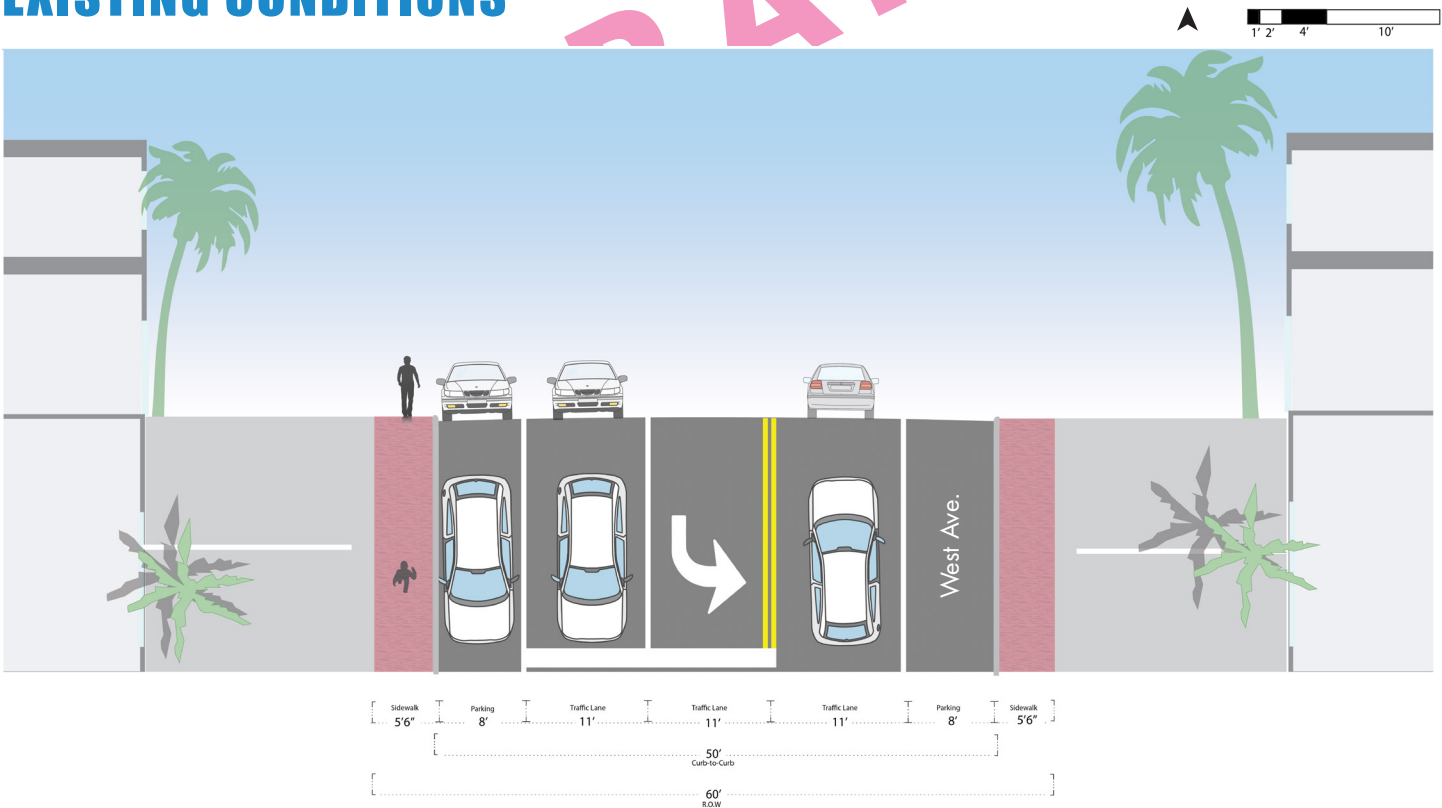 EXISTING CONDITIONS
1' 2' 4' 10'
West Ave.
Sidewalk Parking Traffic Lane Traffic Lane Traffic Lane Parking Sidewalk
5'6" 8' 11' 11' 11' 8' 5'6"
50'
Curb-to-Curb
60'
R.O.W